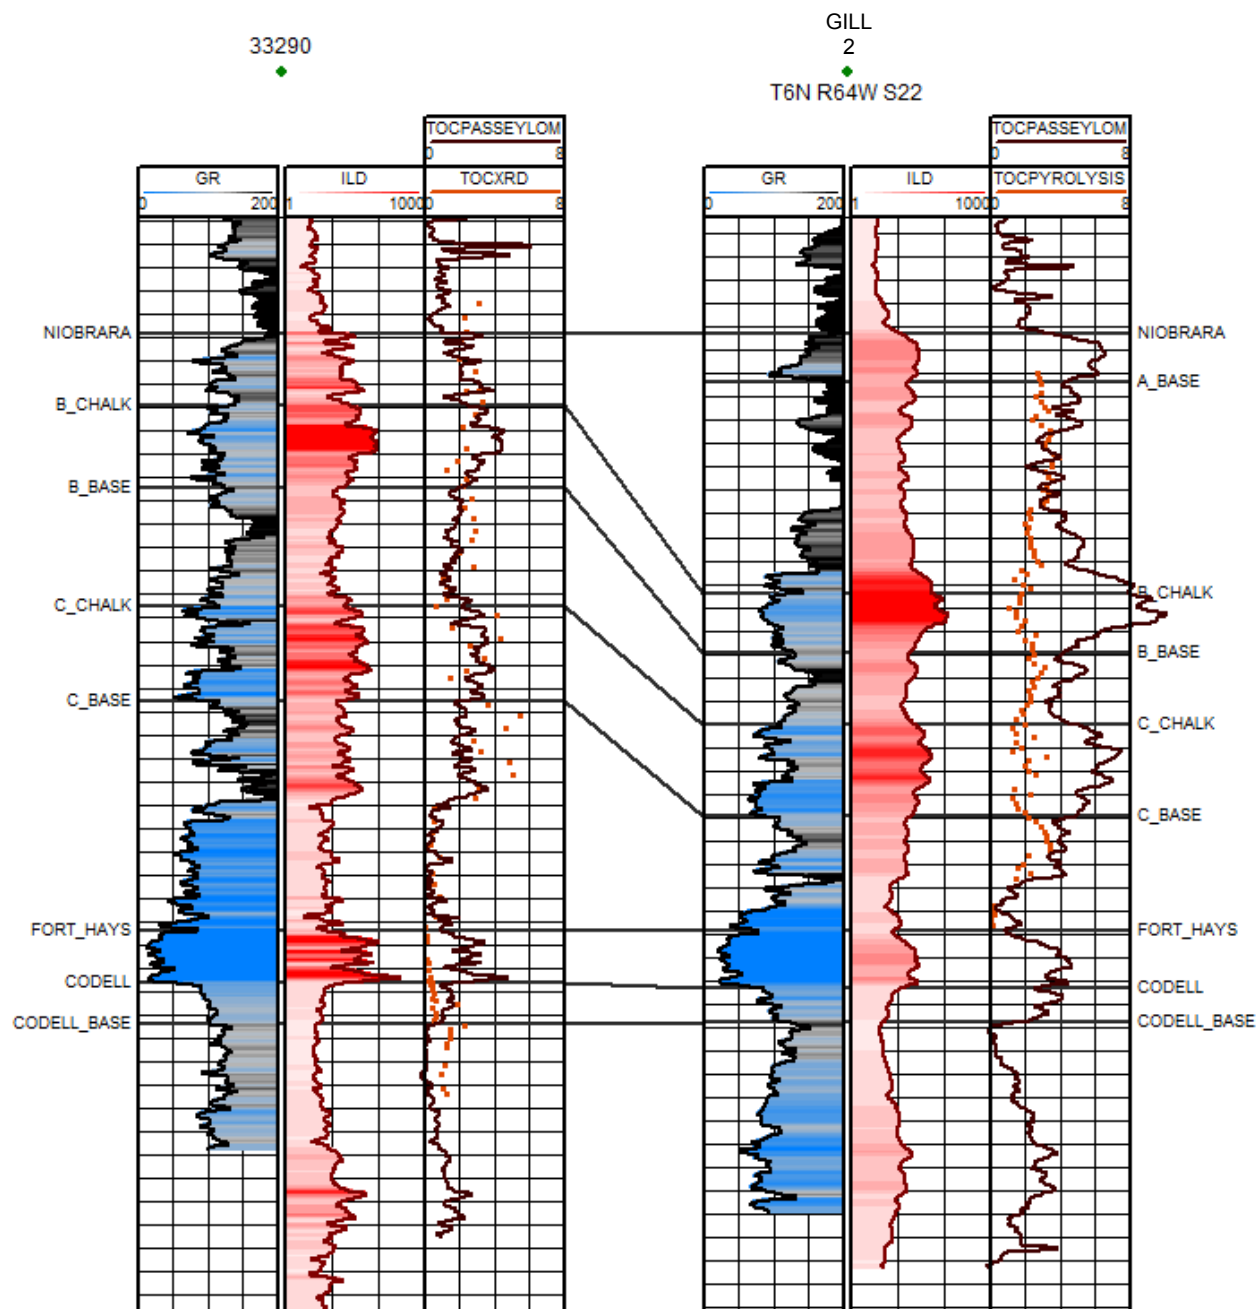 GILL
33290
2
T6N R64W S22
TOCPASSEYLOM
0 8
GR ILD TOCXRD
0 200 1 1000 0 8
TOCPASSEYLOM
0 8
GR ILD TOCPYROLYSIS
0 200 1 1000 0 8
NIOBRARA
B_CHALK
B_BASE
C_CHALK
C_BASE
FORT_HAYS
CODELL
CODELL_BASE
NIOBRARA
A_BASE
B_CHALK
B_BASE
C_CHALK
C_BASE
FORT_HAYS
CODELL
CODELL_BASE